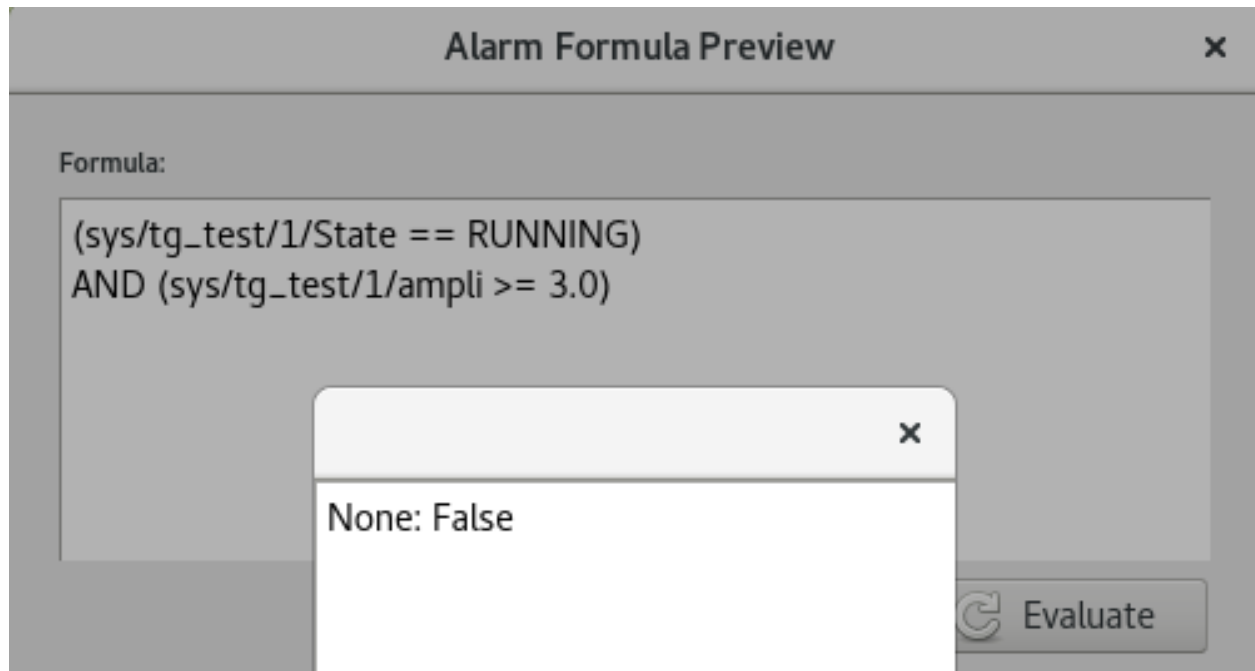 Alarm Formula Preview ×
Formula:
(sys/tg_test/1/State == RUNNING)
AND (sys/tg_test/1/ampli >= 3.0)
×
None: False
Evaluate